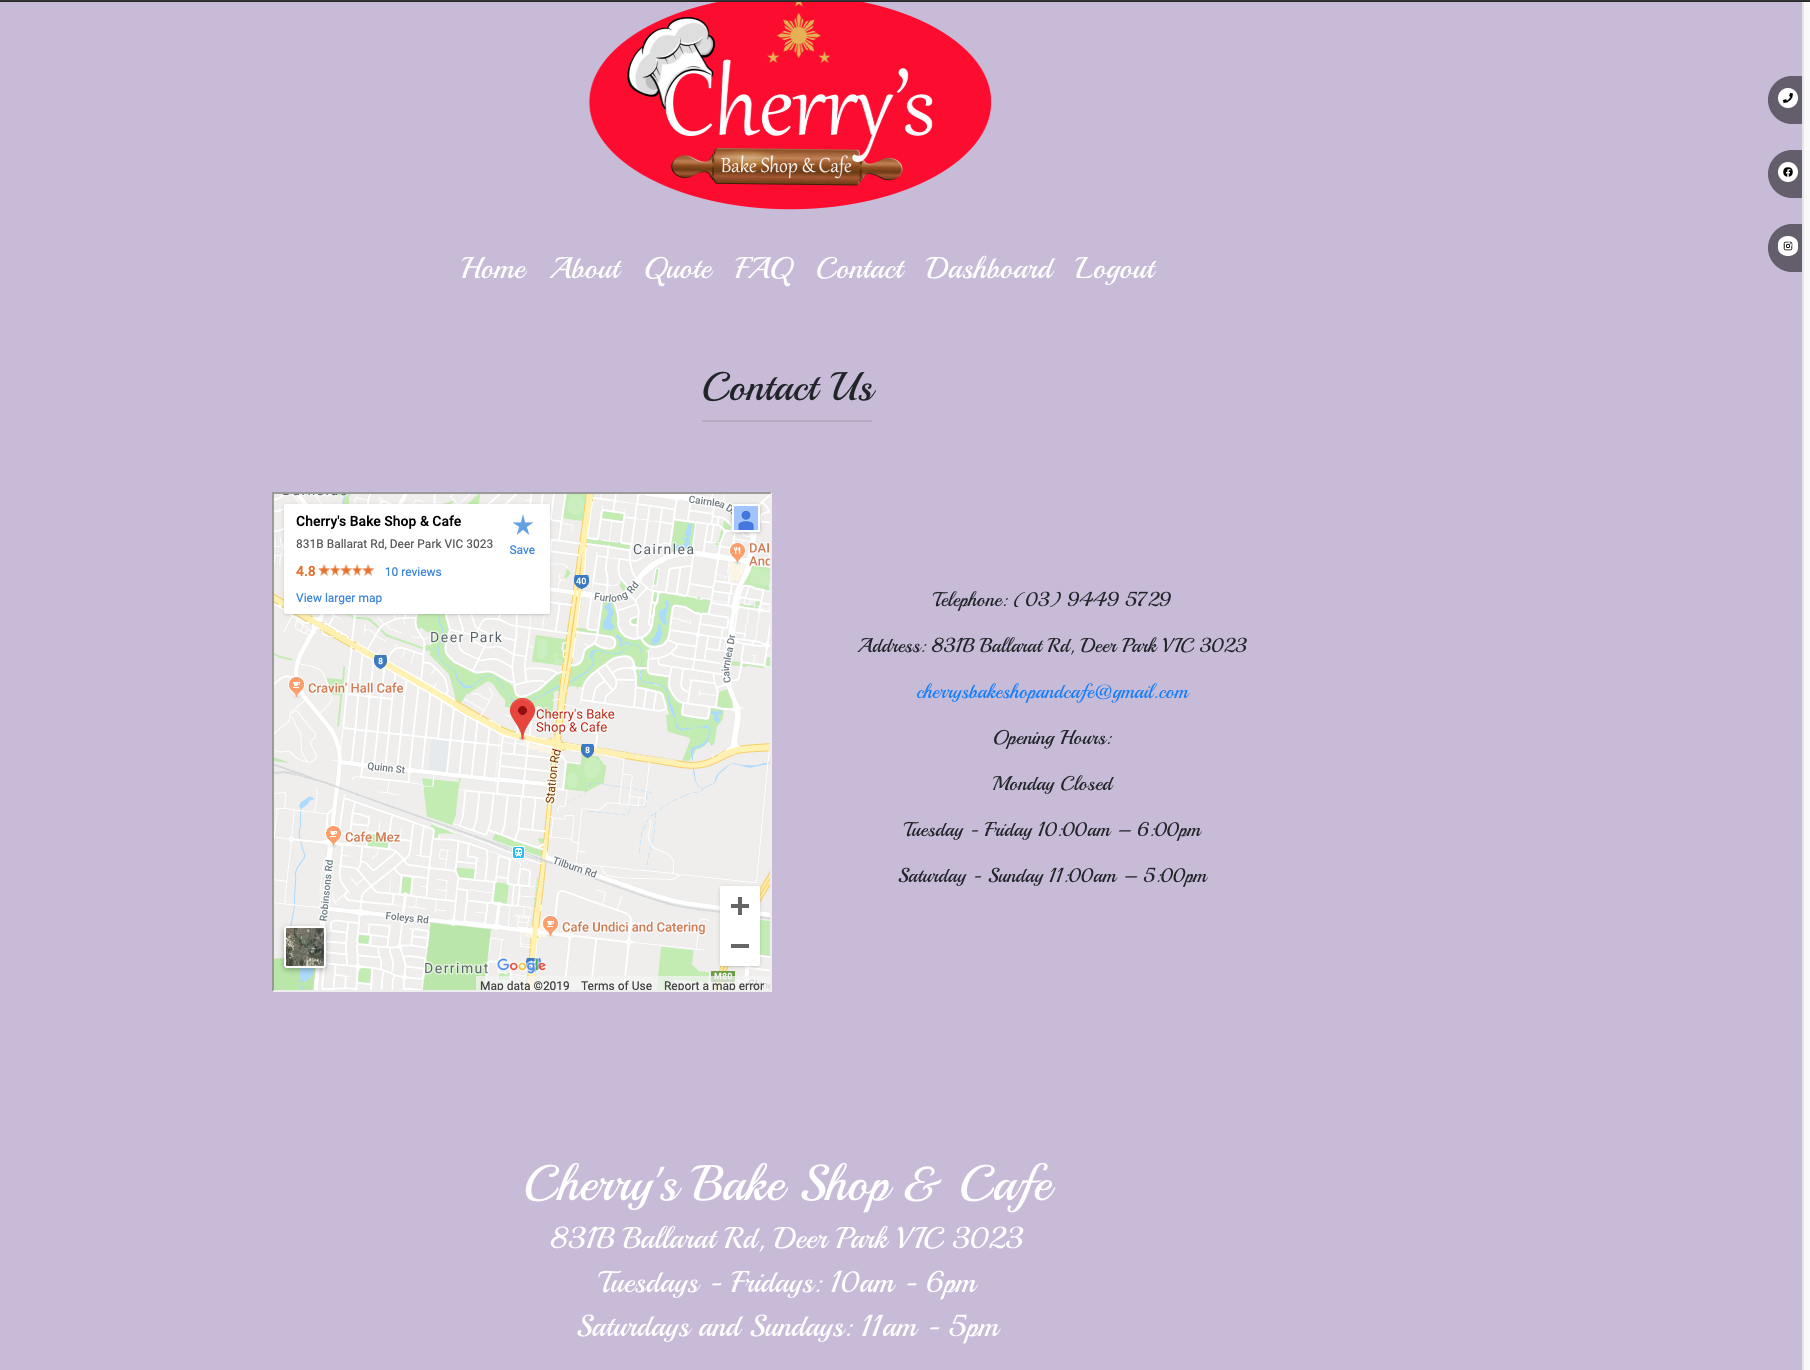 Cherry's
Bake Shop & Cafe
Home About Quote FAQ Contact Dashboard Logout
Contact Us
Cherry's Bake Shop & Cafe
831B Ballarat Rd, Deer Park VIC 3023
Save
4.8 10 reviews
View larger map
Cairnlea
DAI
Anc
40
Furlong Rd
Deer Park
Cairnlea Dr
8
Cravin' Hall Cafe
Cherry's Bake
Shop & Cafe
8
Quinn St
Station Rd
Cafe Mez
Tilburn Rd
Robinsons Rd
Foleys Rd
Cafe Undici and Catering
Derrimut
Google
M80
Map data ©2019 Terms of Use Report a map error
Telephone: (03) 9449 5729
Address: 831B Ballarat Rd, Deer Park VIC 3023
cherrysbakeshopandcafe@gmail.com
Opening Hours:
Monday Closed
Tuesday - Friday 10:00am – 6:00pm
Saturday - Sunday 11:00am – 5:00pm
Cherry's Bake Shop & Cafe
831B Ballarat Rd, Deer Park VIC 3023
Tuesdays - Fridays: 10am - 6pm
Saturdays and Sundays: 11am - 5pm